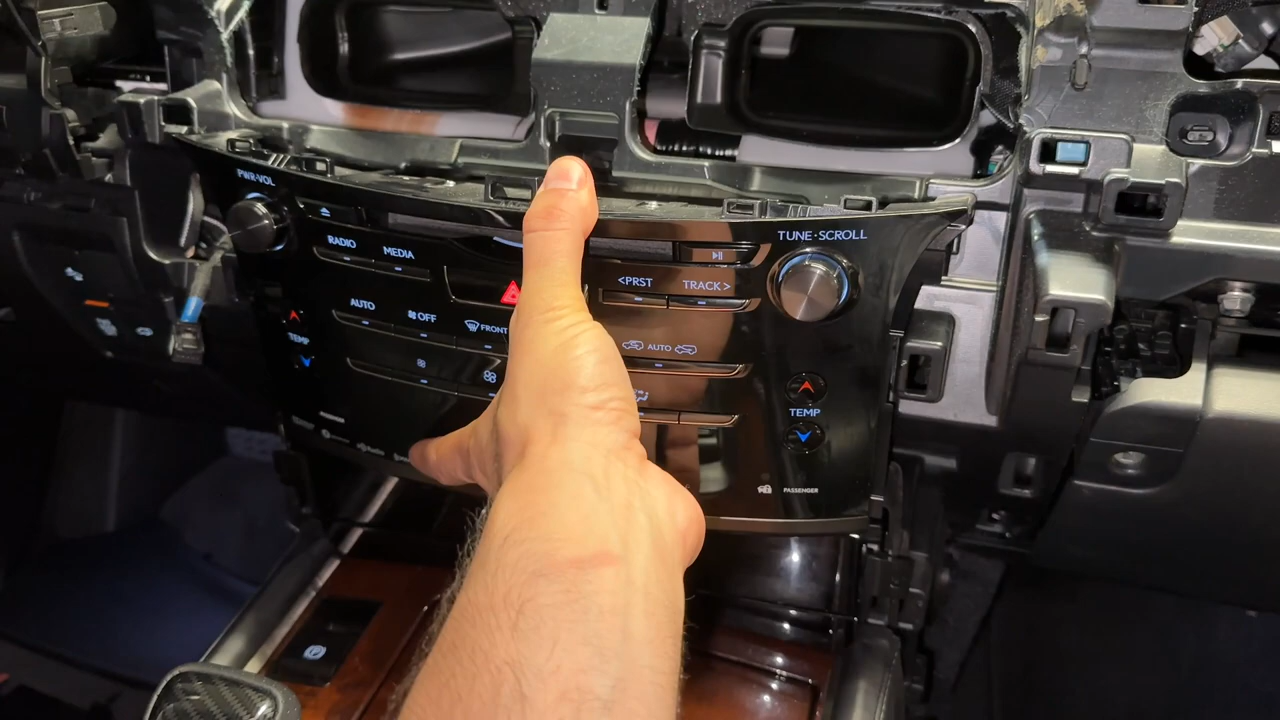 PWR·VOL
TUNE·SCROLL
RADIO
MEDIA
<PRST
TRACK>
AUTO
OFF
FRONT
AUTO
TEMP
TEMP
PASSENGER